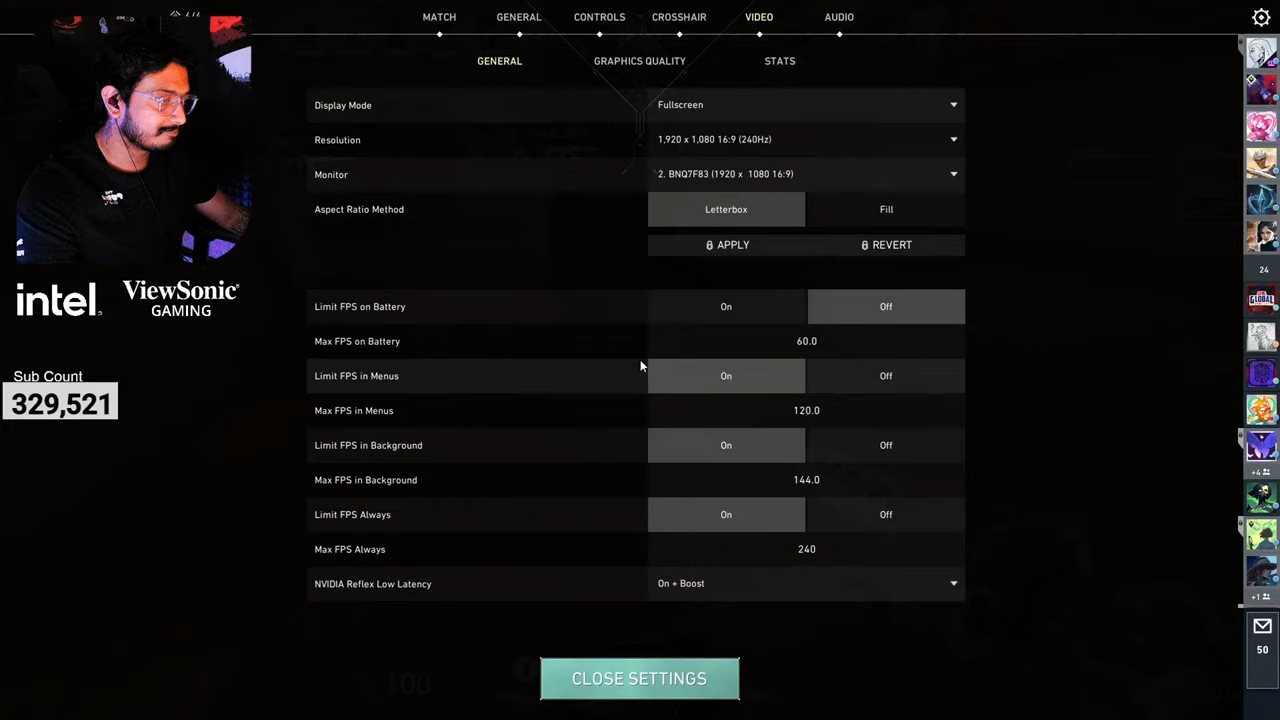 MATCH GENERAL CONTROLS CROSSHAIR VIDEO AUDIO
GENERAL GRAPHICS QUALITY STATS
Display Mode Fullscreen
Resolution 1,920 x 1,080 16:9 (240Hz)
Monitor 2. BNQ7F83 (1920 x 1080 16:9)
Aspect Ratio Method Letterbox Fill
APPLY REVERT
Limit FPS on Battery On Off
Max FPS on Battery 60.0
Limit FPS in Menus On Off
Max FPS in Menus 120.0
Limit FPS in Background On Off
Max FPS in Background 144.0
Limit FPS Always On Off
Max FPS Always 240
NVIDIA Reflex Low Latency On + Boost
CLOSE SETTINGS
100
intel.
ViewSonic
GAMING
Sub Count
329,521
24
GLOBAL
+4
+1
50